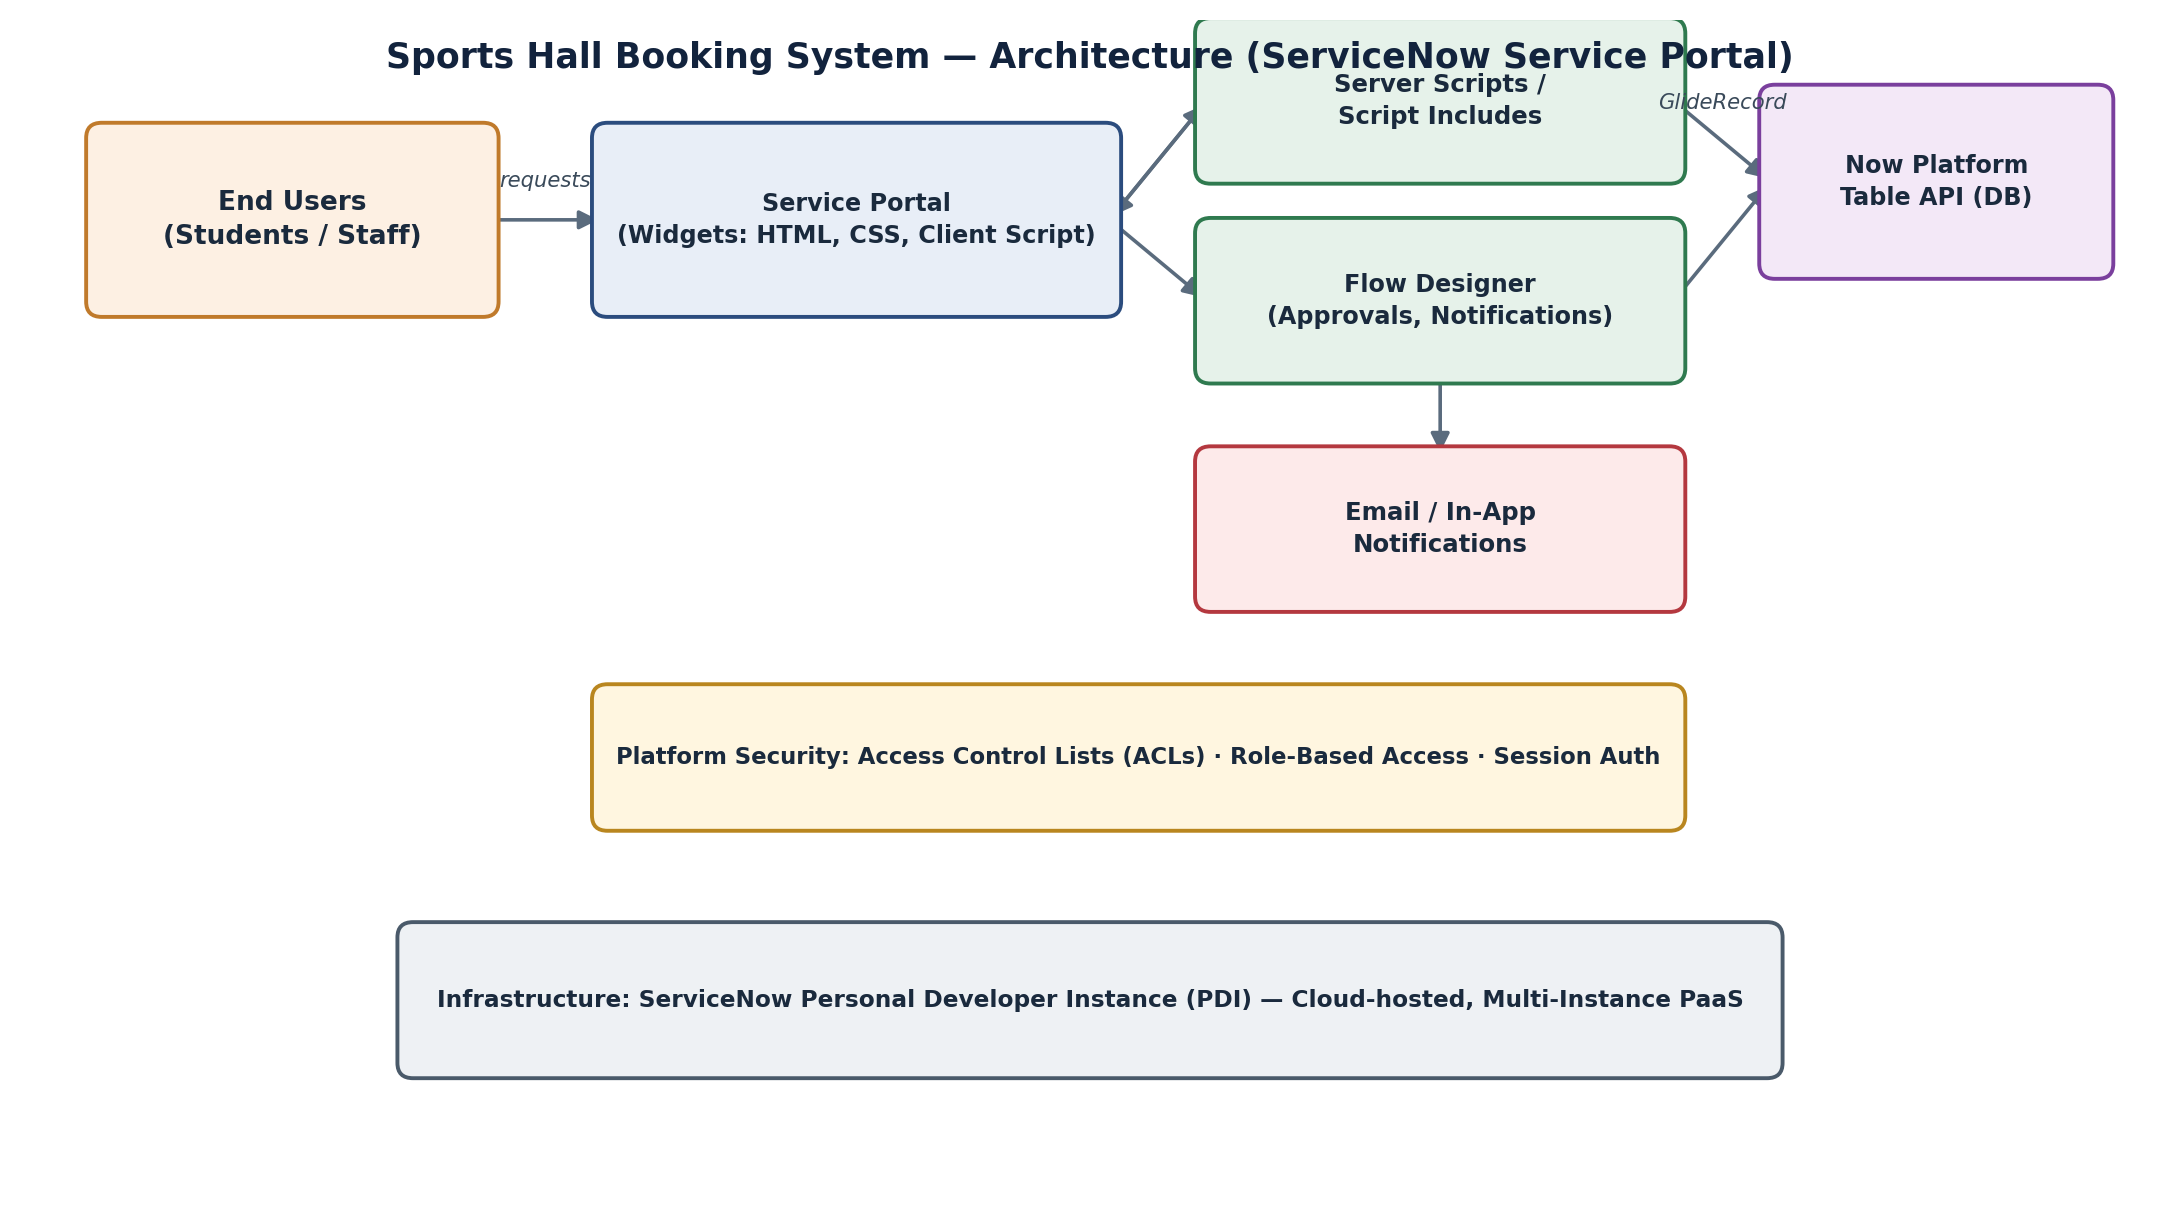 Sports Hall Booking System — Architecture (ServiceNow Service Portal)
Server Scripts /
Script Includes
GlideRecord
End Users
(Students / Staff)
requests
Service Portal
(Widgets: HTML, CSS, Client Script)
Now Platform
Table API (DB)
Flow Designer
(Approvals, Notifications)
Email / In-App
Notifications
Platform Security: Access Control Lists (ACLs) · Role-Based Access · Session Auth
Infrastructure: ServiceNow Personal Developer Instance (PDI) — Cloud-hosted, Multi-Instance PaaS